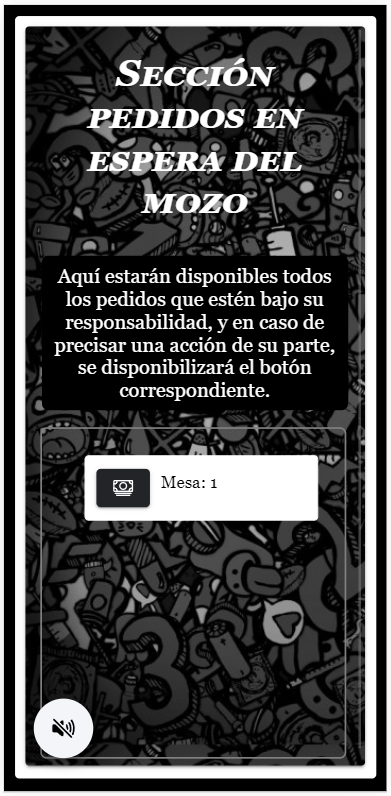 Sección
pedidos en
espera del
mozo
Aquí estarán disponibles todos
los pedidos que estén bajo su
responsabilidad, y en caso de
precisar una acción de su parte,
se disponibilizará el botón
correspondiente.
Mesa: 1